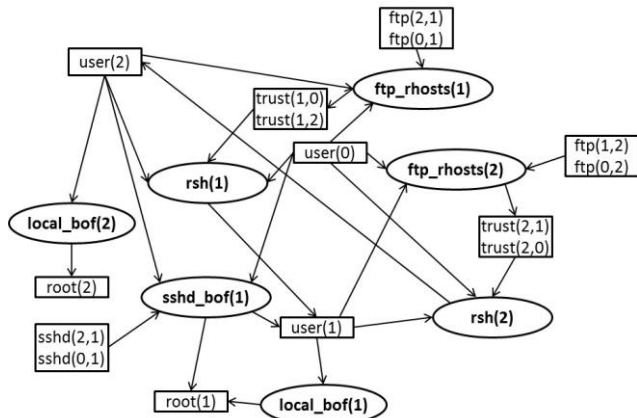 ftp(2,1)
ftp(0,1)
user(2)
ftp_rhosts(1)
trust(1,0)
trust(1,2)
user(0)
ftp(1,2)
ftp(0,2)
rsh(1)
ftp_rhosts(2)
local_bof(2)
trust(2,1)
trust(2,0)
root(2)
sshd_bof(1)
rsh(2)
user(1)
sshd(2,1)
sshd(0,1)
root(1)
local_bof(1)